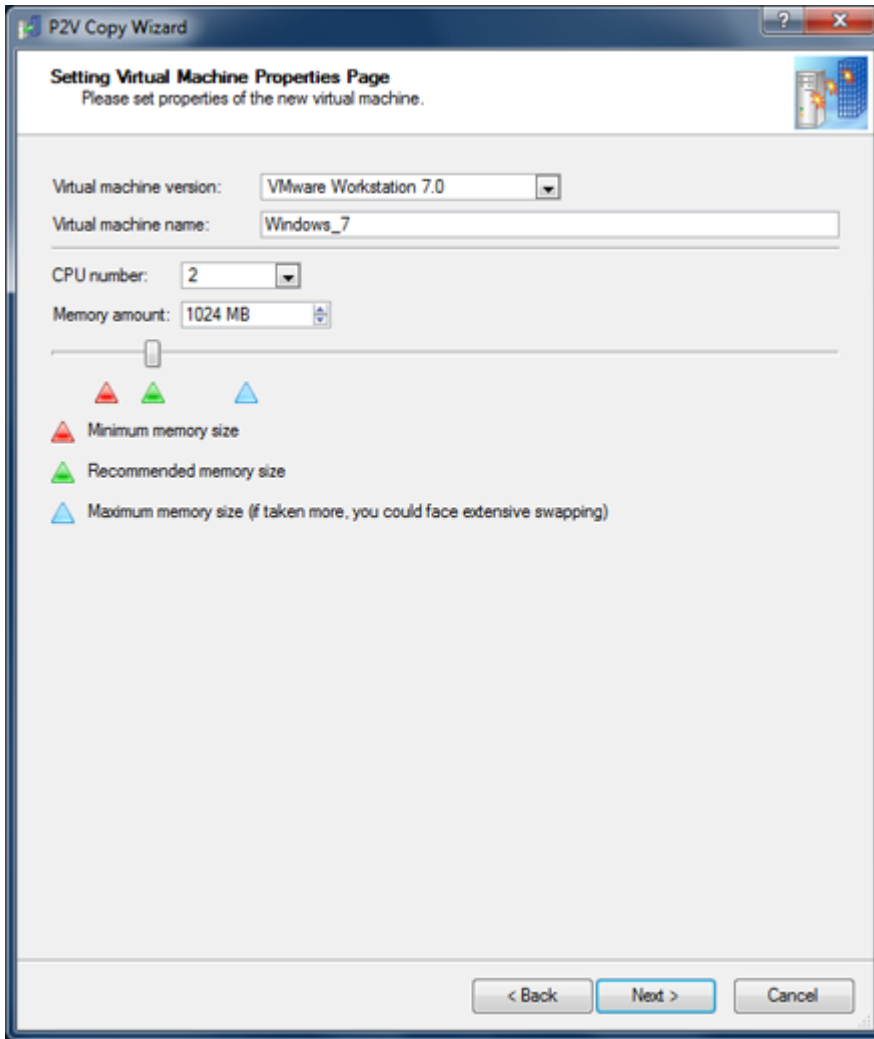 P2V Copy Wizard
?
Setting Virtual Machine Properties Page
Please set properties of the new virtual machine.
Virtual machine version: VMware Workstation 7.0
Virtual machine name: Windows_7
CPU number: 2
Memory amount: 1024 MB
Minimum memory size
Recommended memory size
Maximum memory size (if taken more, you could face extensive swapping)
< Back Next > Cancel